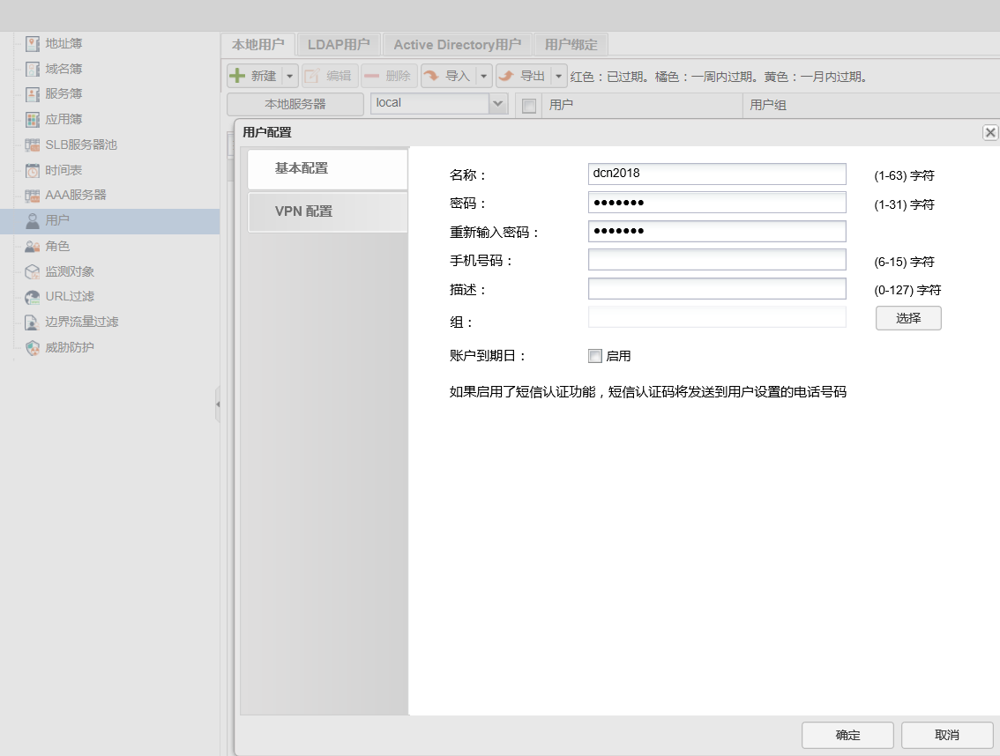 地址簿
域名簿
服务簿
应用簿
SLB服务器池
时间表
AAA服务器
用户
角色
监测对象
URL过滤
边界流量过滤
威胁防护
本地用户 LDAP用户 Active Directory用户 用户绑定
新建 编辑 删除 导入 导出 红色：已过期。橘色：一周内过期。黄色：一月内过期。
本地服务器 local 用户 用户组
用户配置
基本配置
VPN 配置
名称： dcn2018 (1-63) 字符
密码： ●●●●●●● (1-31) 字符
重新输入密码： ●●●●●●●
手机号码： (6-15) 字符
描述： (0-127) 字符
组： 选择
账户到期日： 启用
如果启用了短信认证功能，短信认证码将发送到用户设置的电话号码
确定 取消